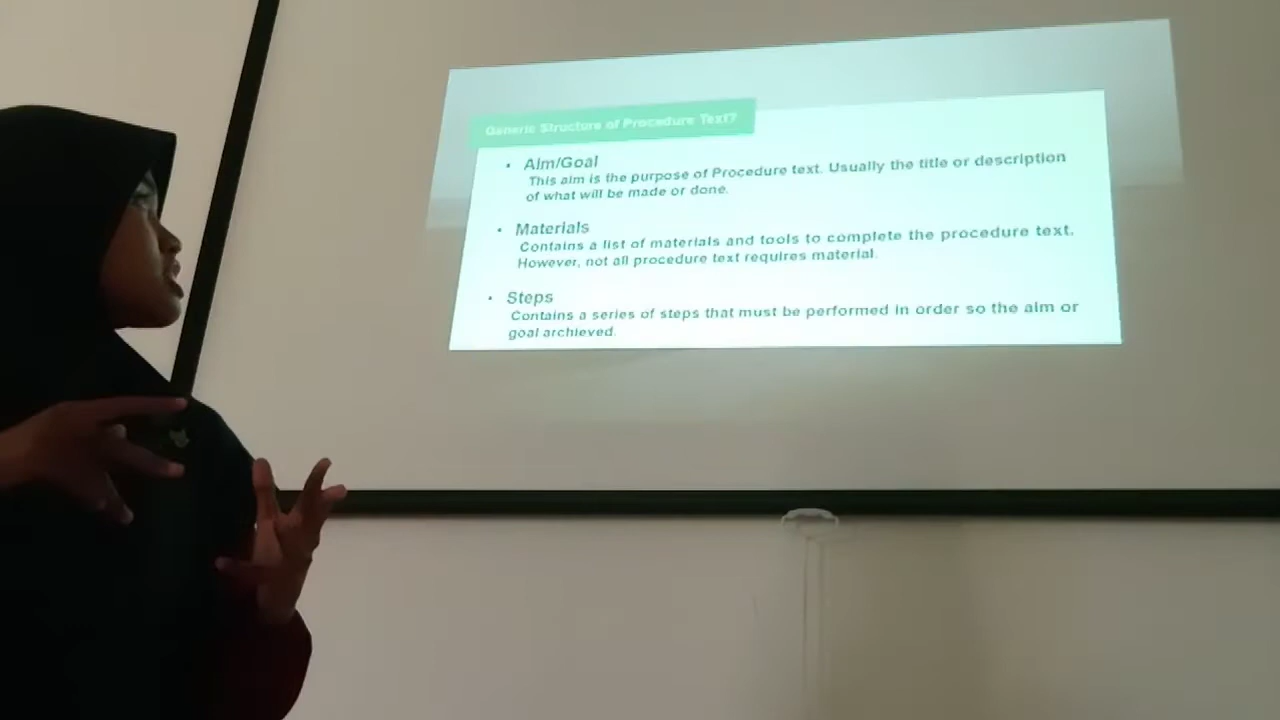 Generic Structure of Procedure Text?
• Aim/Goal
This aim is the purpose of Procedure text. Usually the title or description
of what will be made or done.
• Materials
Contains a list of materials and tools to complete the procedure text.
However, not all procedure text requires material.
• Steps
Contains a series of steps that must be performed in order so the aim or
goal archieved.